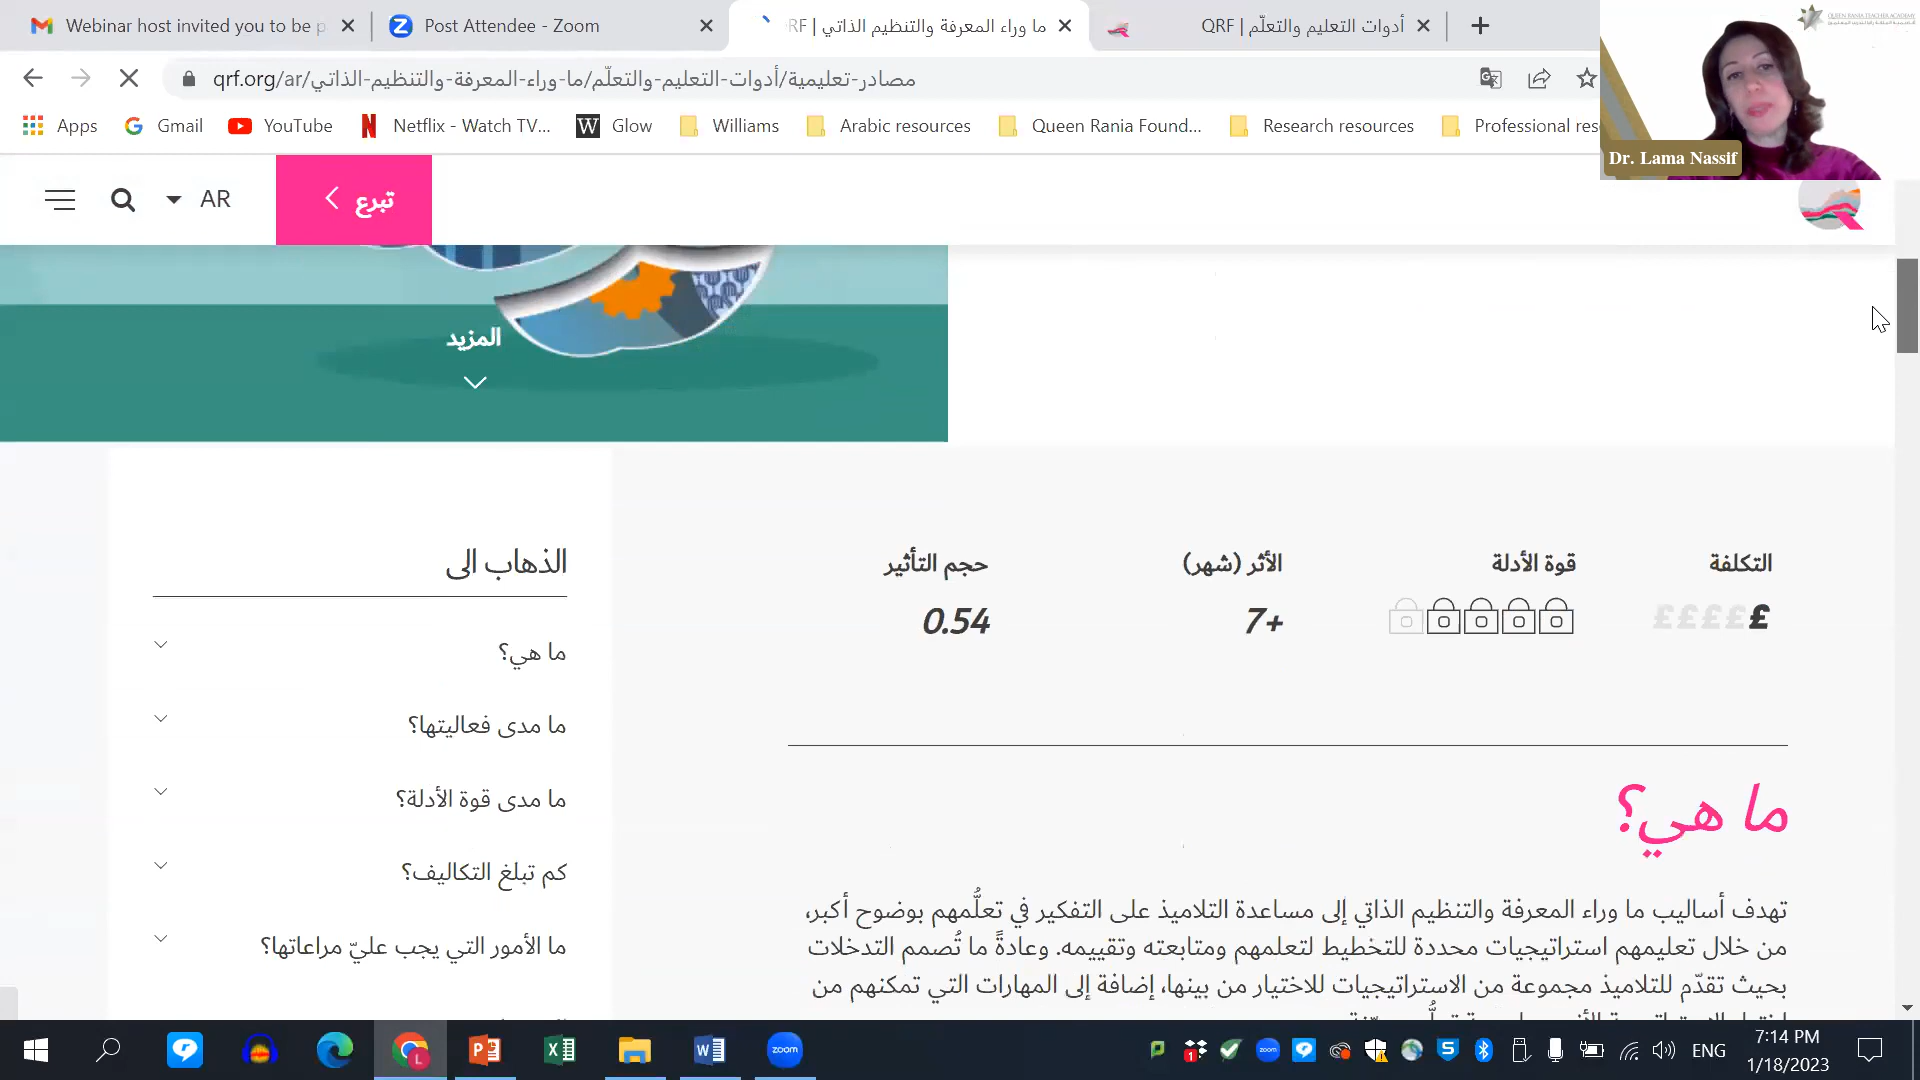 Webinar host invited you to be p
Post Attendee - Zoom
ما وراء المعرفة والتنظيم الذاتي | RF
أدوات التعليم والتعلّم | QRF
qrf.org/ar/مصادر-تعليمية/أدوات-التعليم-والتعلّم/ما-وراء-المعرفة-والتنظيم-الذاتي
Apps
Gmail
YouTube
Netflix - Watch TV...
Glow
Williams
Arabic resources
Queen Rania Found...
Research resources
Professional res
QUEEN RANIA TEACHER ACADEMY
Dr. Lama Nassif
AR
تبرع
المزيد
التكلفة
قوة الأدلة
الأثر (شهر)
حجم التأثير
£££££
7+
0.54
الذهاب الى
ما هي؟
ما مدى فعاليتها؟
ما مدى قوة الأدلة؟
كم تبلغ التكاليف؟
ما الأمور التي يجب عليّ مراعاتها؟
ما هي؟
تهدف أساليب ما وراء المعرفة والتنظيم الذاتي إلى مساعدة التلاميذ على التفكير في تعلُّمهم بوضوح أكبر،
من خلال تعليمهم استراتيجيات محددة للتخطيط لتعلمهم ومتابعته وتقييمه. وعادةً ما تُصمم التدخلات
بحيث تقدّم للتلاميذ مجموعة من الاستراتيجيات للاختيار من بينها، إضافة إلى المهارات التي تمكنهم من
zoom
zoom
1
ENG
7:14 PM
1/18/2023